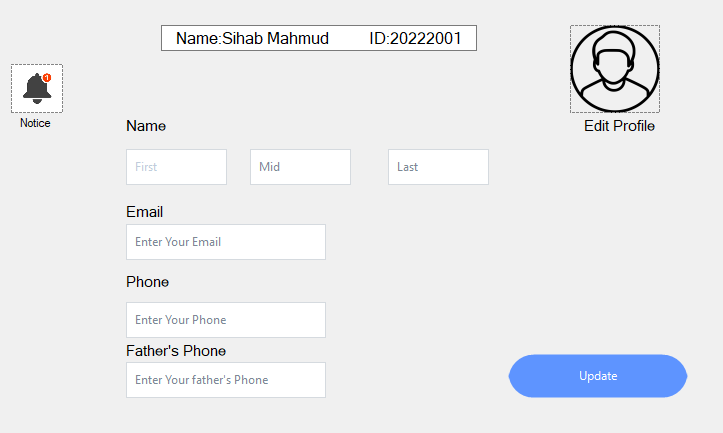 Name:Sihab Mahmud ID:20222001
1
Notice
Edit Profile
Name
First Mid Last
Email
Enter Your Email
Phone
Enter Your Phone
Father's Phone
Enter Your father's Phone
Update